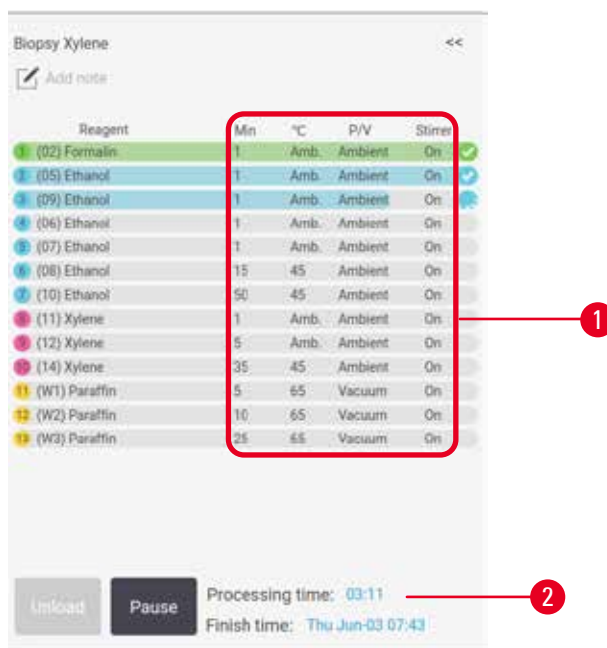 Biopsy Xylene <<
Add note
Reagent Min °C P/V Stirrer
1 (02) Formalin 1 Amb. Ambient On
2 (05) Ethanol 1 Amb. Ambient On
3 (09) Ethanol 1 Amb. Ambient On
4 (06) Ethanol 1 Amb. Ambient On
5 (07) Ethanol 1 Amb. Ambient On
6 (08) Ethanol 15 45 Ambient On
7 (10) Ethanol 50 45 Ambient On
8 (11) Xylene 1 Amb. Ambient On
9 (12) Xylene 5 Amb. Ambient On
10 (14) Xylene 35 45 Ambient On
11 (W1) Paraffin 5 65 Vacuum On
12 (W2) Paraffin 10 65 Vacuum On
13 (W3) Paraffin 25 65 Vacuum On
1
Unload Pause Processing time: 03:11
2
Finish time: Thu Jun-03 07:43